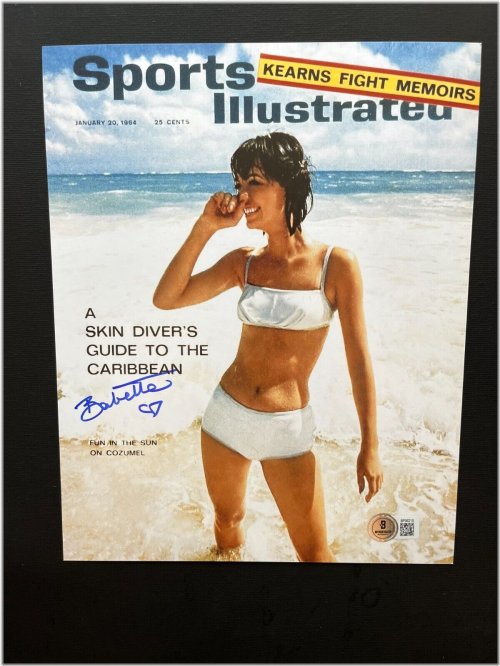 Sports
Illustrated
KEARNS FIGHT MEMOIRS
JANUARY 20, 1964 25 CENTS
A
SKIN DIVER'S
GUIDE TO THE
CARIBBEAN
Babette
FUN IN THE SUN
ON COZUMEL